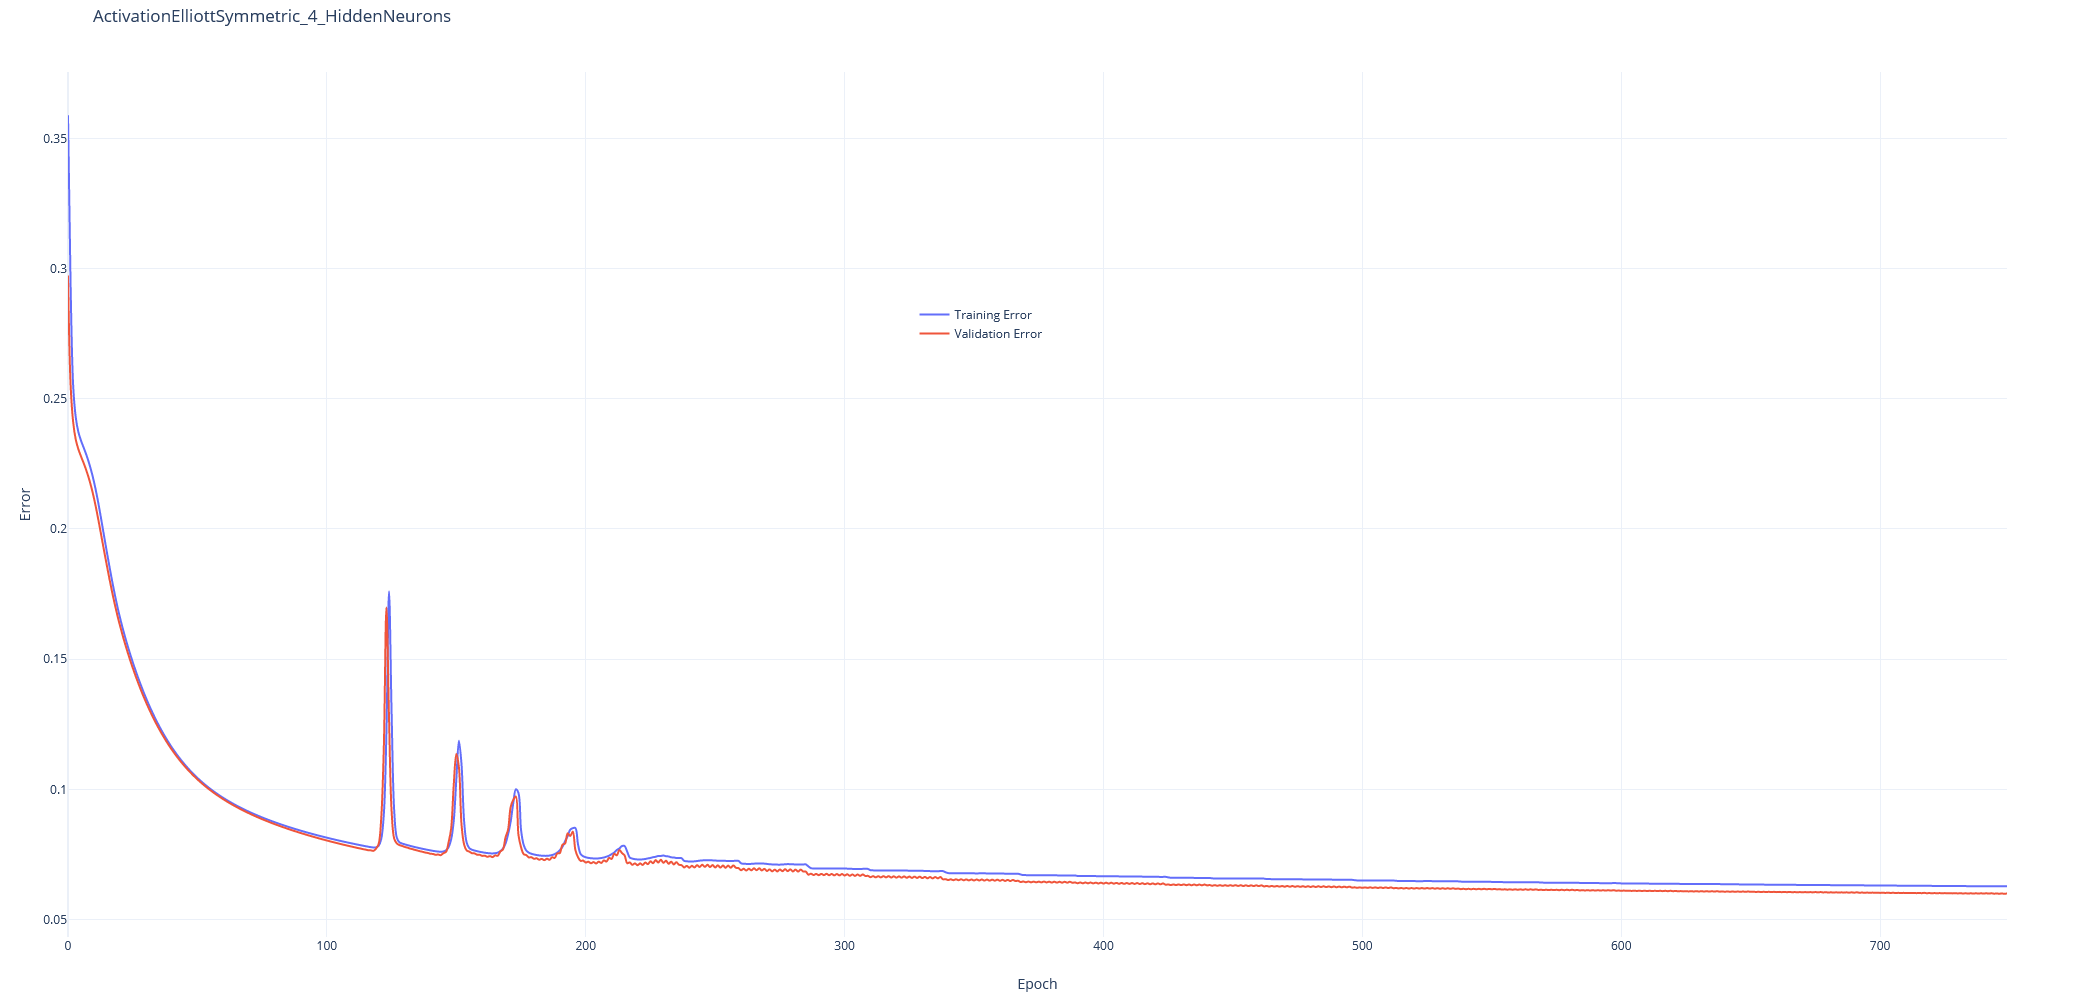 ActivationElliottSymmetric_4_HiddenNeurons
0.35
0.3
0.25
0.2
0.15
0.1
0.05
Error
Training Error
Validation Error
0 100 200 300 400 500 600 700
Epoch